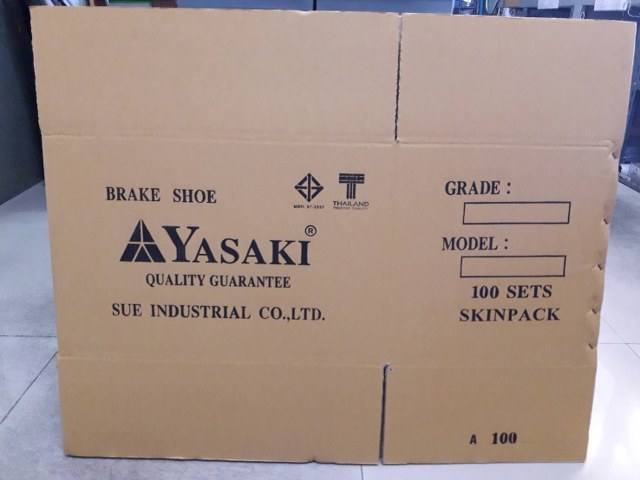 BRAKE SHOE
THAILAND
YASAKI®
QUALITY GUARANTEE
SUE INDUSTRIAL CO.,LTD.
GRADE :
MODEL :
100 SETS
SKINPACK
A 100